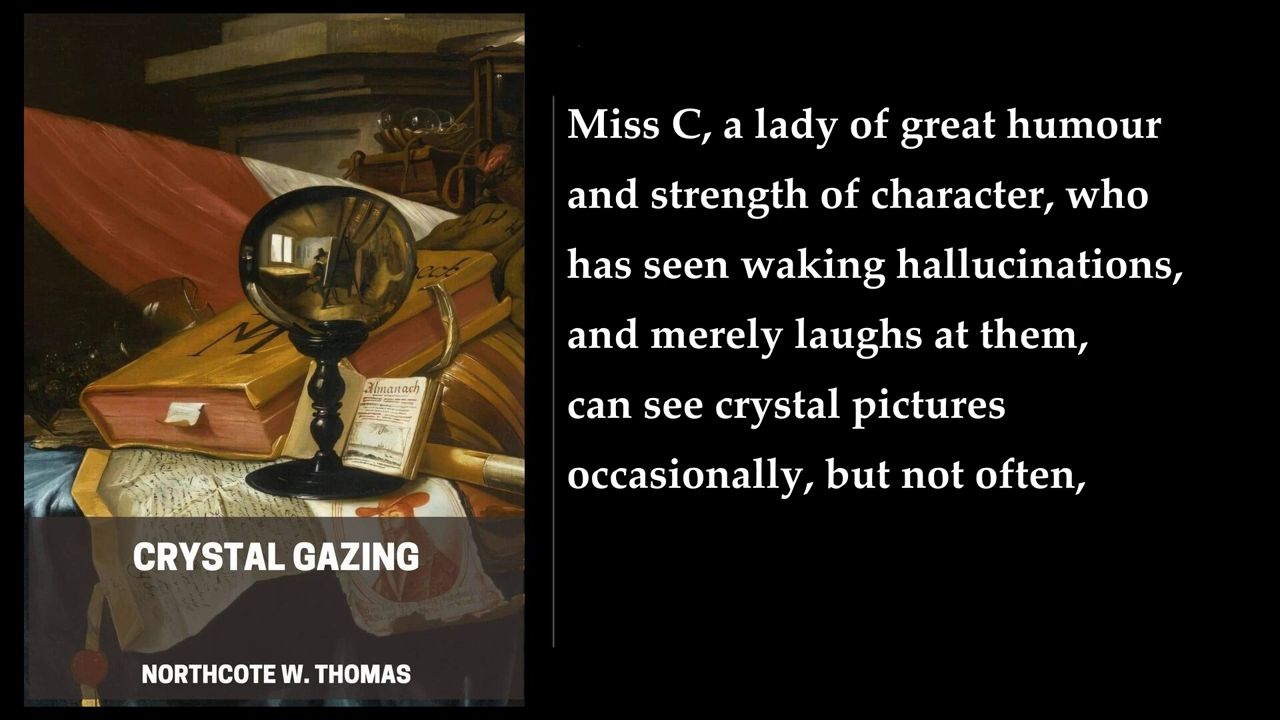 Miss C, a lady of great humour
and strength of character, who
has seen waking hallucinations,
and merely laughs at them,
can see crystal pictures
occasionally, but not often,
Almanach
CRYSTAL GAZING
NORTHCOTE W. THOMAS